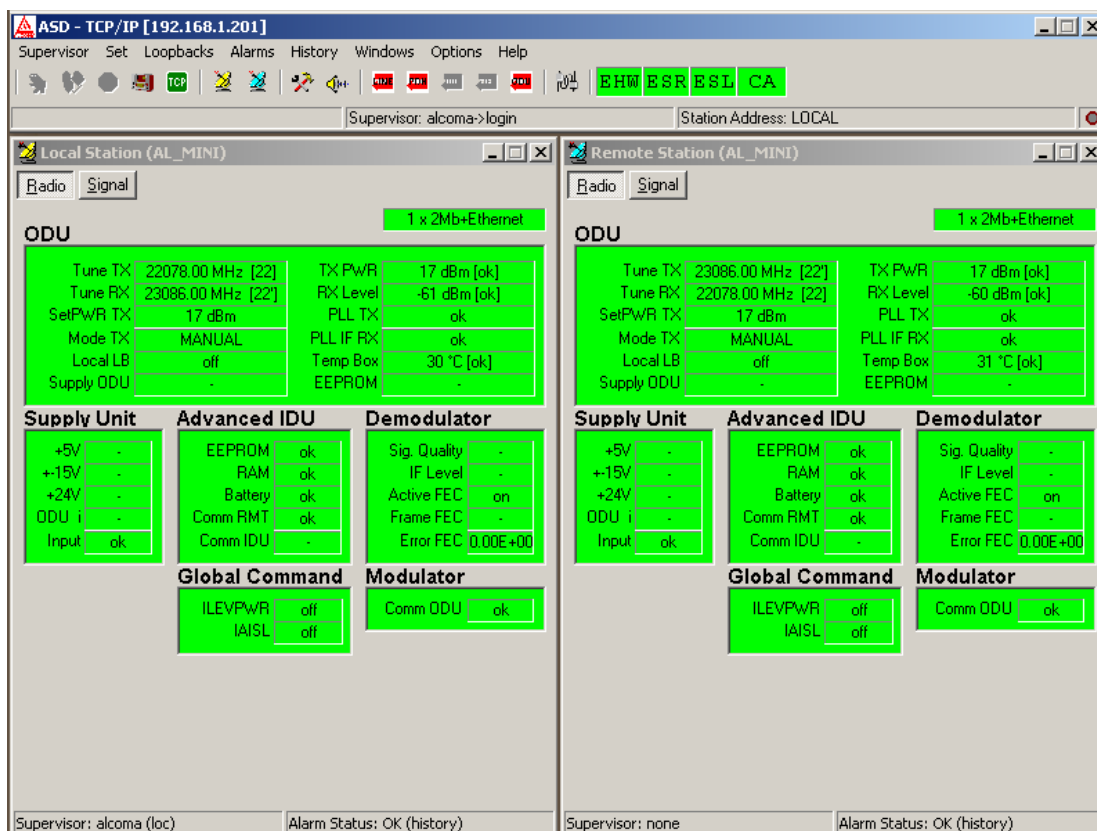 ASD - TCP/IP [192.168.1.201]
Supervisor Set Loopbacks Alarms History Windows Options Help
TCP EHW ESR ESL CA
Supervisor: alcoma->login Station Address: LOCAL
Local Station (AL_MINI)
Radio Signal
1 x 2Mb+Ethernet
ODU
Tune TX 22078.00 MHz [22] TX PWR 17 dBm [ok]
Tune RX 23086.00 MHz [22'] RX Level -61 dBm [ok]
SetPWR TX 17 dBm PLL TX ok
Mode TX MANUAL PLL IF RX ok
Local LB off Temp Box 30 °C [ok]
Supply ODU - EEPROM -
Supply Unit Advanced IDU Demodulator
+5V - EEPROM ok Sig. Quality -
+-15V - RAM ok IF Level -
+24V - Battery ok Active FEC on
ODU i - Comm RMT ok Frame FEC -
Input ok Comm IDU - Error FEC 0.00E+00
Global Command Modulator
ILEVPWR off Comm ODU ok
IAISL off
Supervisor: alcoma (loc) Alarm Status: OK (history)
Remote Station (AL_MINI)
Radio Signal
1 x 2Mb+Ethernet
ODU
Tune TX 23086.00 MHz [22'] TX PWR 17 dBm [ok]
Tune RX 22078.00 MHz [22] RX Level -60 dBm [ok]
SetPWR TX 17 dBm PLL TX ok
Mode TX MANUAL PLL IF RX ok
Local LB off Temp Box 31 °C [ok]
Supply ODU - EEPROM -
Supply Unit Advanced IDU Demodulator
+5V - EEPROM ok Sig. Quality -
+-15V - RAM ok IF Level -
+24V - Battery ok Active FEC on
ODU i - Comm RMT ok Frame FEC -
Input ok Comm IDU - Error FEC 0.00E+00
Global Command Modulator
ILEVPWR off Comm ODU ok
IAISL off
Supervisor: none Alarm Status: OK (history)